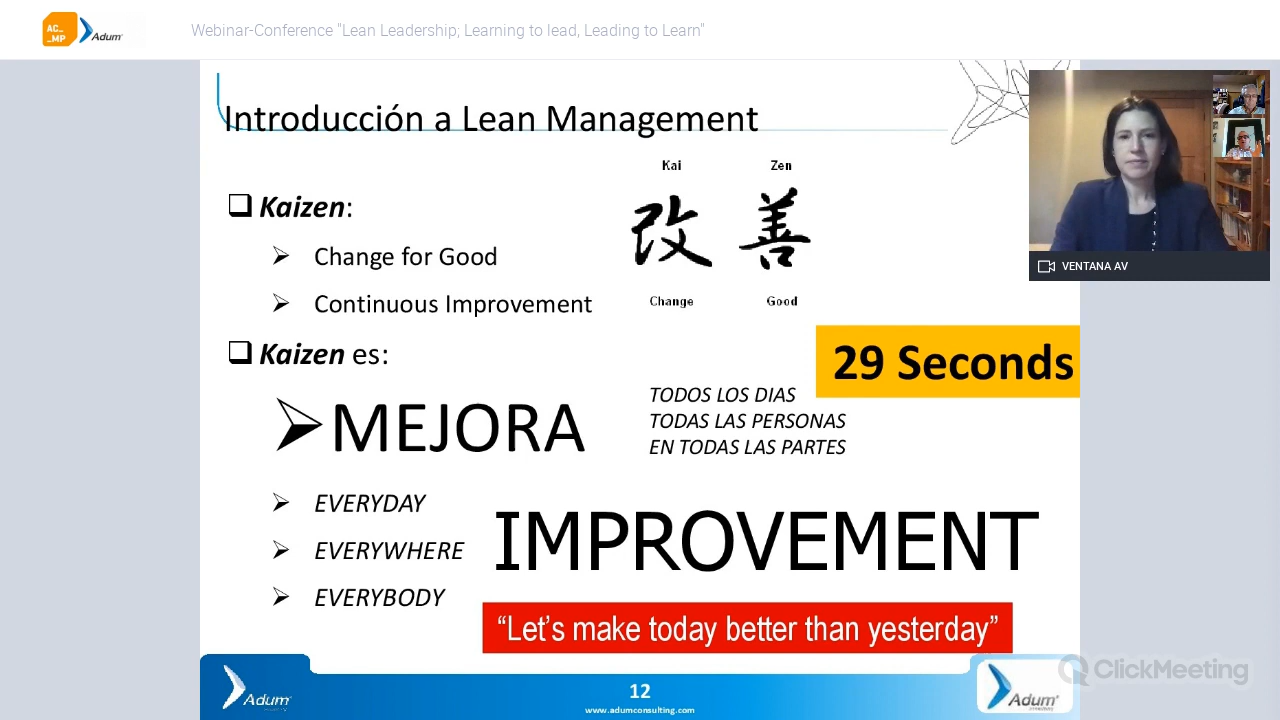 AC_
_MP
Adum
Webinar-Conference "Lean Leadership; Learning to lead, Leading to Learn"
Introducción a Lean Management
Kai Zen
改善
Change Good
Kaizen:
Change for Good
Continuous Improvement
Kaizen es:
29 Seconds
MEJORA
TODOS LOS DIAS
TODAS LAS PERSONAS
EN TODAS LAS PARTES
EVERYDAY
EVERYWHERE
EVERYBODY
IMPROVEMENT
“Let’s make today better than yesterday”
VENTANA AV
Adum
12
www.adumconsulting.com
Adum
ClickMeeting